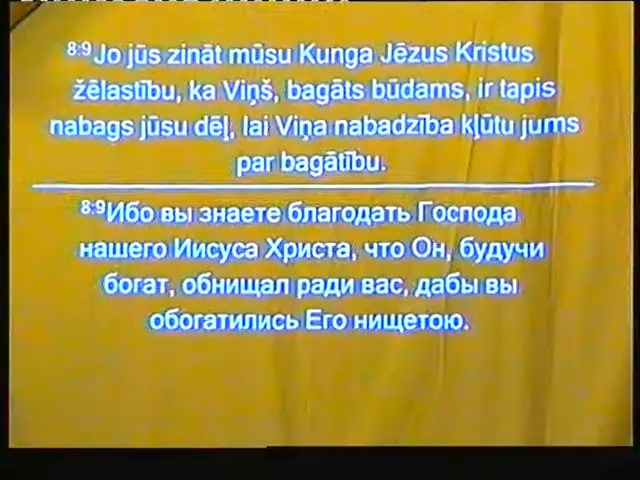 8:9Jo jūs zināt mūsu Kunga Jēzus Kristus
žēlastību, ka Viņš, bagāts būdams, ir tapis
nabags jūsu dēļ, lai Viņa nabadzība kļūtu jums
par bagātību.
8:9Ибо вы знаете благодать Господа
нашего Иисуса Христа, что Он, будучи
богат, обнищал ради вас, дабы вы
обогатились Его нищетою.